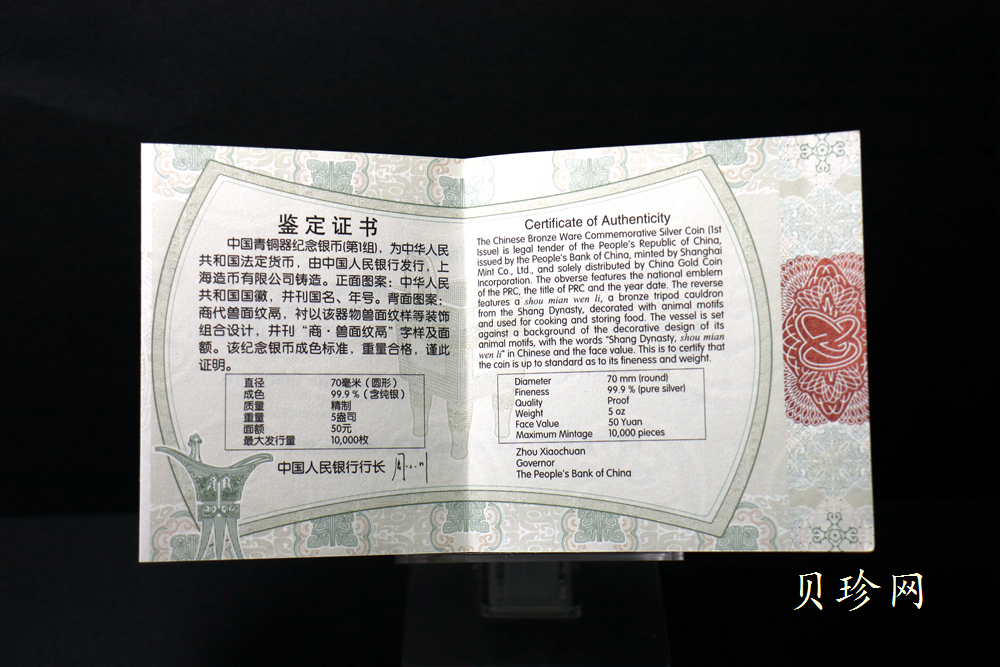 鉴定证书
中国青铜器纪念银币(第1组)，为中华人民
共和国法定货币，由中国人民银行发行，上
海造币有限公司铸造。正面图案：中华人民
共和国国徽，并刊国名、年号。背面图案：
商代兽面纹鬲，衬以该器物兽面纹样等装饰
组合设计，并刊“商·兽面纹鬲”字样及面
额。该纪念银币成色标准，重量合格，谨此
证明。
直径 70毫米（圆形）
成色 99.9％（含纯银）
质量 精制
重量 5盎司
面额 50元
最大发行量 10,000枚
中国人民银行行长
Certificate of Authenticity
The Chinese Bronze Ware Commemorative Silver Coin (1st
Issue) is legal tender of the People's Republic of China,
issued by the People's Bank of China, minted by Shanghai
Mint Co., Ltd., and solely distributed by China Gold Coin
Incorporation. The obverse features the national emblem
of the PRC, the title of PRC and the year date. The reverse
features a shou mian wen li, a bronze tripod cauldron
from the Shang Dynasty, decorated with animal motifs
and used for cooking and storing food. The vessel is set
against a background of the decorative design of its
animal motifs, with the words "Shang Dynasty, shou mian
wen li" in Chinese and the face value. This is to certify that
the coin is up to standard as to its fineness and weight.
Diameter 70 mm (round)
Fineness 99.9 % (pure silver)
Quality Proof
Weight 5 oz
Face Value 50 Yuan
Maximum Mintage 10,000 pieces
Zhou Xiaochuan
Governor
The People's Bank of China
贝珍网